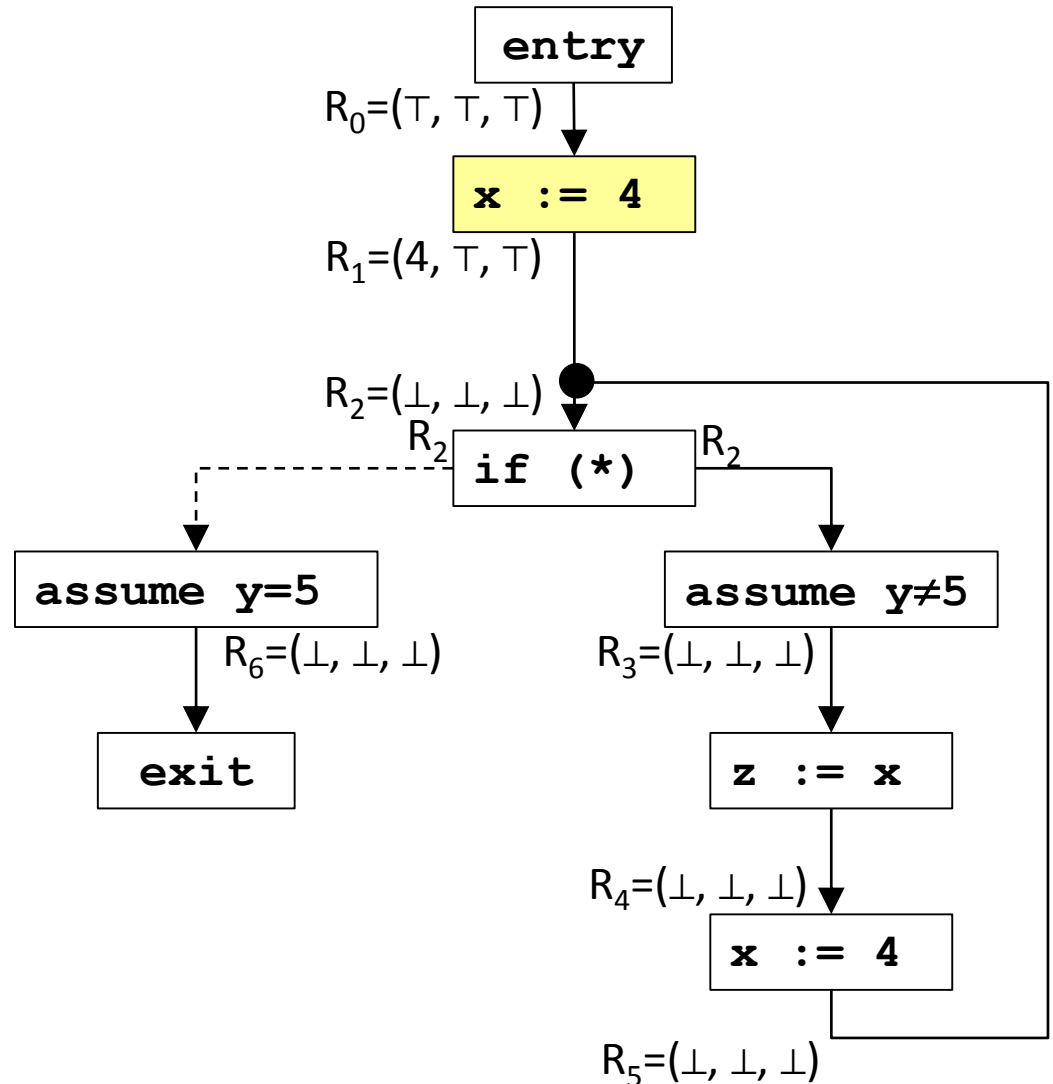 entry
R₀=(⊤, ⊤, ⊤)
x := 4
R₁=(4, ⊤, ⊤)
R₂=(⊥, ⊥, ⊥)
R₂
if (*)
R₂
assume y=5
assume y≠5
R₆=(⊥, ⊥, ⊥)
R₃=(⊥, ⊥, ⊥)
exit
z := x
R₄=(⊥, ⊥, ⊥)
x := 4
R₅=(⊥, ⊥, ⊥)